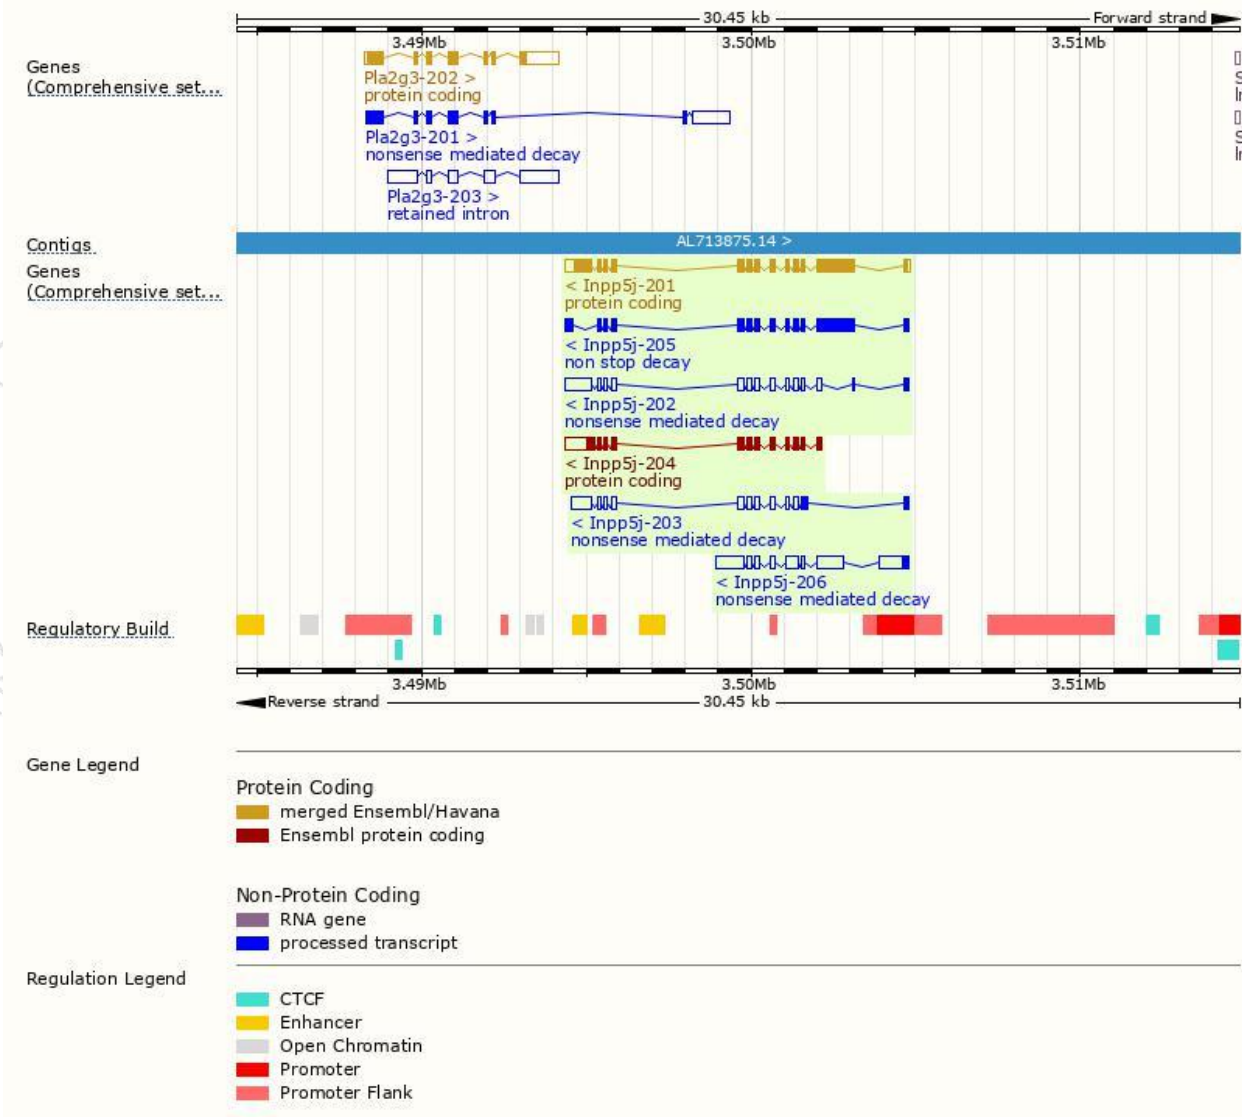 30.45 kb Forward strand
3.49Mb 3.50Mb 3.51Mb
Genes
(Comprehensive set...
Pla2g3-202 >
protein coding
Pla2g3-201 >
nonsense mediated decay
Pla2g3-203 >
retained intron
S
Ir
S
Ir
Contigs
AL713875.14 >
Genes
(Comprehensive set...
< Inpp5j-201
protein coding
< Inpp5j-205
non stop decay
< Inpp5j-202
nonsense mediated decay
< Inpp5j-204
protein coding
< Inpp5j-203
nonsense mediated decay
< Inpp5j-206
nonsense mediated decay
Regulatory Build
3.49Mb 3.50Mb 3.51Mb
Reverse strand 30.45 kb
Gene Legend
Protein Coding
merged Ensembl/Havana
Ensembl protein coding
Non-Protein Coding
RNA gene
processed transcript
Regulation Legend
CTCF
Enhancer
Open Chromatin
Promoter
Promoter Flank